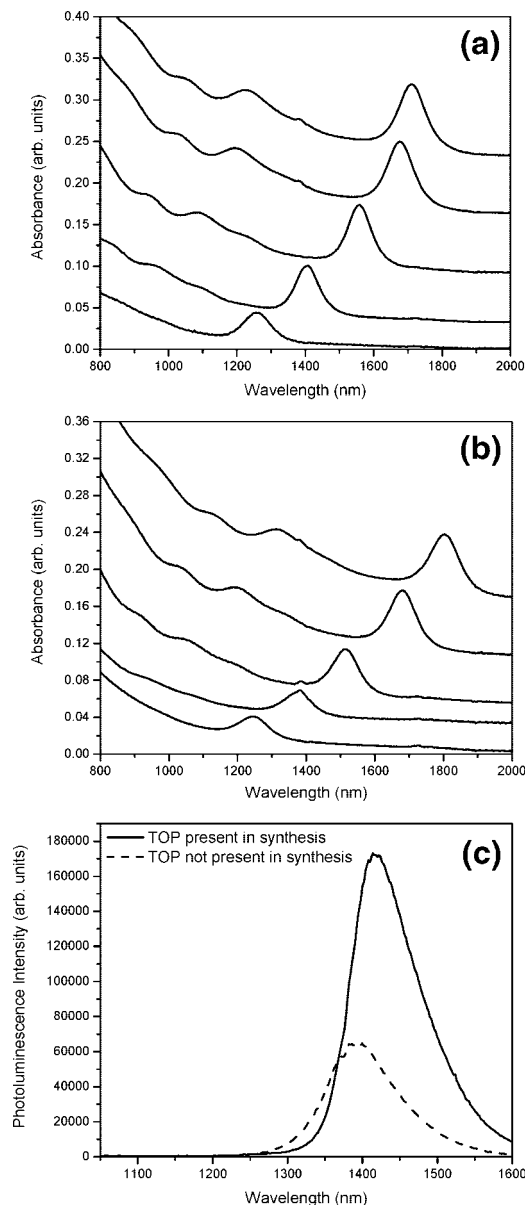 (a)
0.40
0.35
0.30
0.25
0.20
0.15
0.10
0.05
0.00
Absorbance (arb. units)
800 1000 1200 1400 1600 1800 2000
Wavelength (nm)
(b)
0.36
0.32
0.28
0.24
0.20
0.16
0.12
0.08
0.04
0.00
Absorbance (arb. units)
800 1000 1200 1400 1600 1800 2000
Wavelength (nm)
(c)
TOP present in synthesis
TOP not present in synthesis
180000
160000
140000
120000
100000
80000
60000
40000
20000
0
Photoluminescence Intensity (arb. units)
1100 1200 1300 1400 1500 1600
Wavelength (nm)